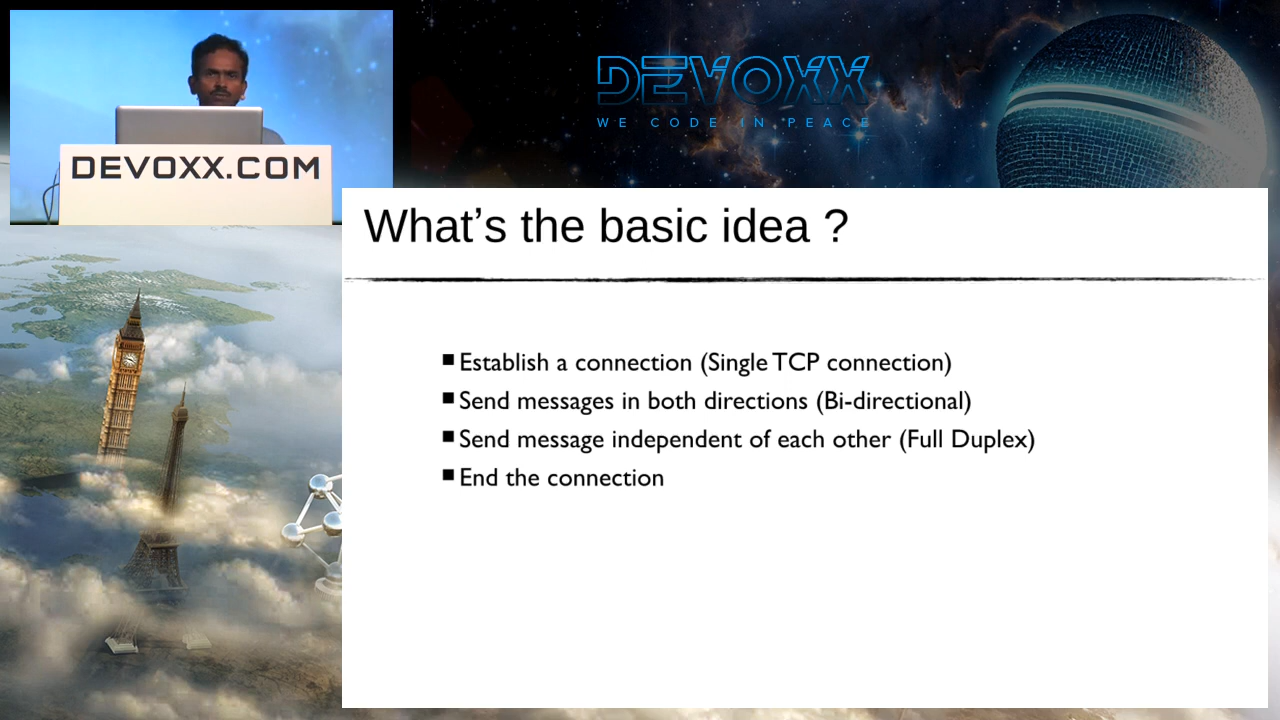 DEVOXX
WE CODE IN PEACE
DEVOXX.COM
What's the basic idea ?
Establish a connection (Single TCP connection)
Send messages in both directions (Bi-directional)
Send message independent of each other (Full Duplex)
End the connection